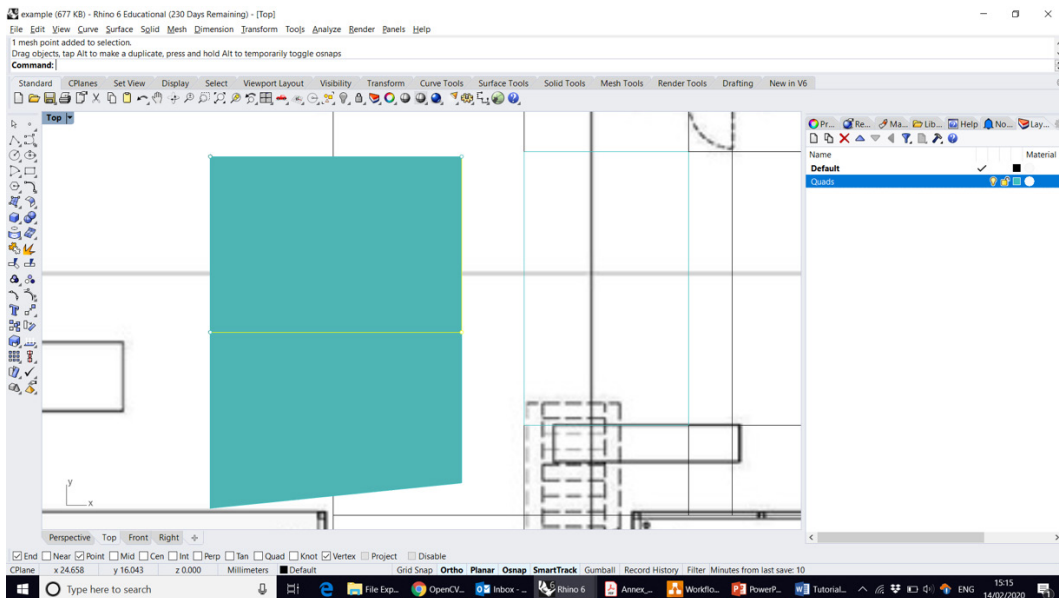 example (677 KB) - Rhino 6 Educational (230 Days Remaining) - [Top]
File Edit View Curve Surface Solid Mesh Dimension Transform Tools Analyze Render Panels Help
1 mesh point added to selection.
Drag objects, tap Alt to make a duplicate, press and hold Alt to temporarily toggle osnaps
Command:
Standard CPlanes Set View Display Select Viewport Layout Visibility Transform Curve Tools Surface Tools Solid Tools Mesh Tools Render Tools Drafting New in V6
Top
Pr... Re... Ma... Lib... Help No... Lay...
Name Material
Default
Quads
y
x
Perspective Top Front Right
End Near Point Mid Cen Int Perp Tan Quad Knot Vertex Project Disable
CPlane x 24.658 y 16.043 z 0.000 Millimeters Default Grid Snap Ortho Planar Osnap SmartTrack Gumball Record History Filter Minutes from last save: 10
Type here to search File Exp... OpenCV... Inbox - ... Rhino 6 Annex_... Workflo... PowerP... Tutorial... ENG 15:15
14/02/2020